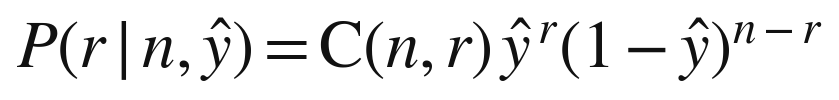 P(r | n, ŷ) = C(n, r) ŷ^r (1 − ŷ)^{n − r}